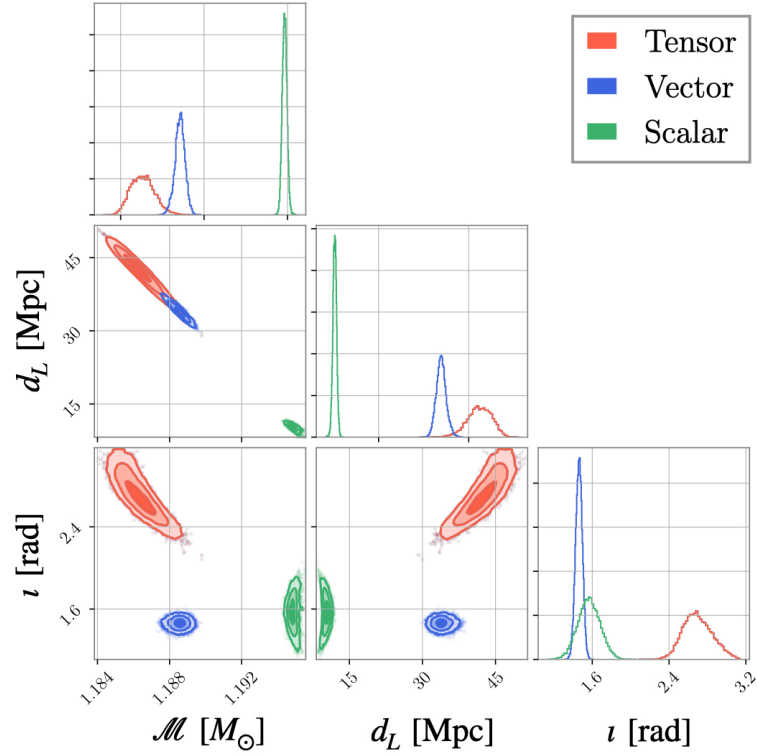 Tensor
Vector
Scalar
45
30
15
d_L [Mpc]
2.4
1.6
ι [rad]
1.184
1.188
1.192
ℳ [M_⊙]
15
30
45
d_L [Mpc]
1.6
2.4
3.2
ι [rad]